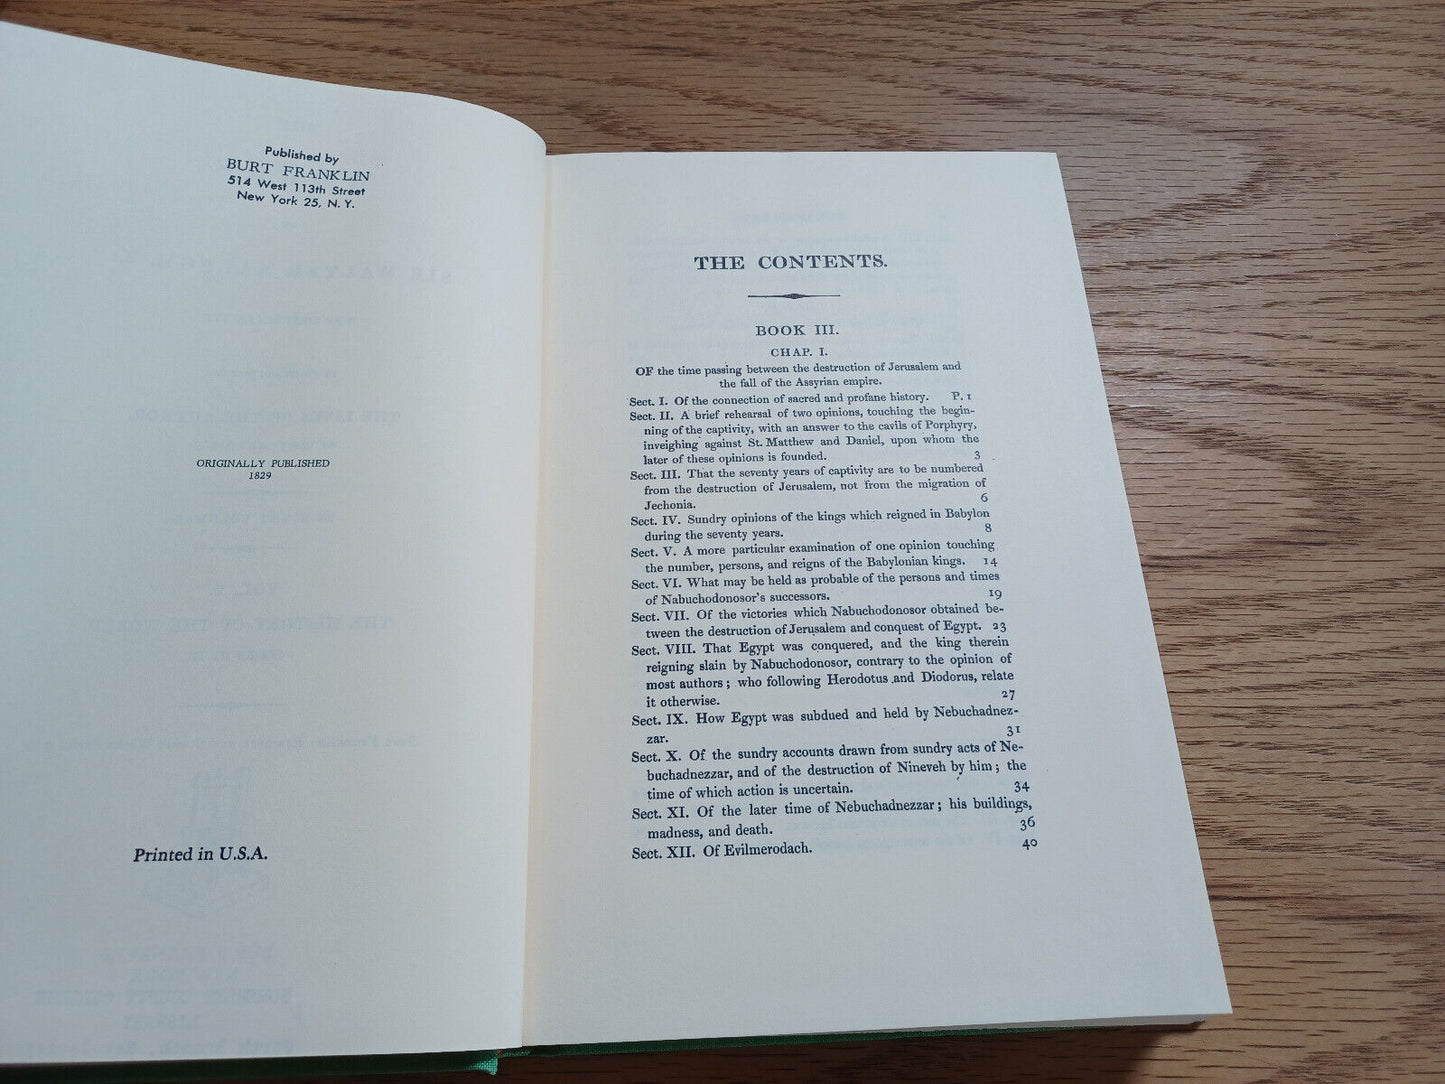 Published by
BURT FRANKLIN
514 West 113th Street
New York 25, N. Y.
ORIGINALLY PUBLISHED
1829
Printed in U.S.A.
THE CONTENTS.
BOOK III.
CHAP. I.
OF the time passing between the destruction of Jerusalem and
the fall of the Assyrian empire.
Sect. I. Of the connection of sacred and profane history. P. 1
Sect. II. A brief rehearsal of two opinions, touching the begin-
ning of the captivity, with an answer to the cavils of Porphyry,
inveighing against St. Matthew and Daniel, upon whom the
later of these opinions is founded. 3
Sect. III. That the seventy years of captivity are to be numbered
from the destruction of Jerusalem, not from the migration of
Jechonia. 6
Sect. IV. Sundry opinions of the kings which reigned in Babylon
during the seventy years. 8
Sect. V. A more particular examination of one opinion touching
the number, persons, and reigns of the Babylonian kings. 14
Sect. VI. What may be held as probable of the persons and times
of Nabuchodonosor's successors. 19
Sect. VII. Of the victories which Nabuchodonosor obtained be-
tween the destruction of Jerusalem and conquest of Egypt. 23
Sect. VIII. That Egypt was conquered, and the king therein
reigning slain by Nabuchodonosor, contrary to the opinion of
most authors; who following Herodotus and Diodorus, relate
it otherwise. 27
Sect. IX. How Egypt was subdued and held by Nebuchadnez-
zar. 31
Sect. X. Of the sundry accounts drawn from sundry acts of Ne-
buchadnezzar, and of the destruction of Nineveh by him; the
time of which action is uncertain. 34
Sect. XI. Of the later time of Nebuchadnezzar; his buildings,
madness, and death. 36
Sect. XII. Of Evilmerodach. 40